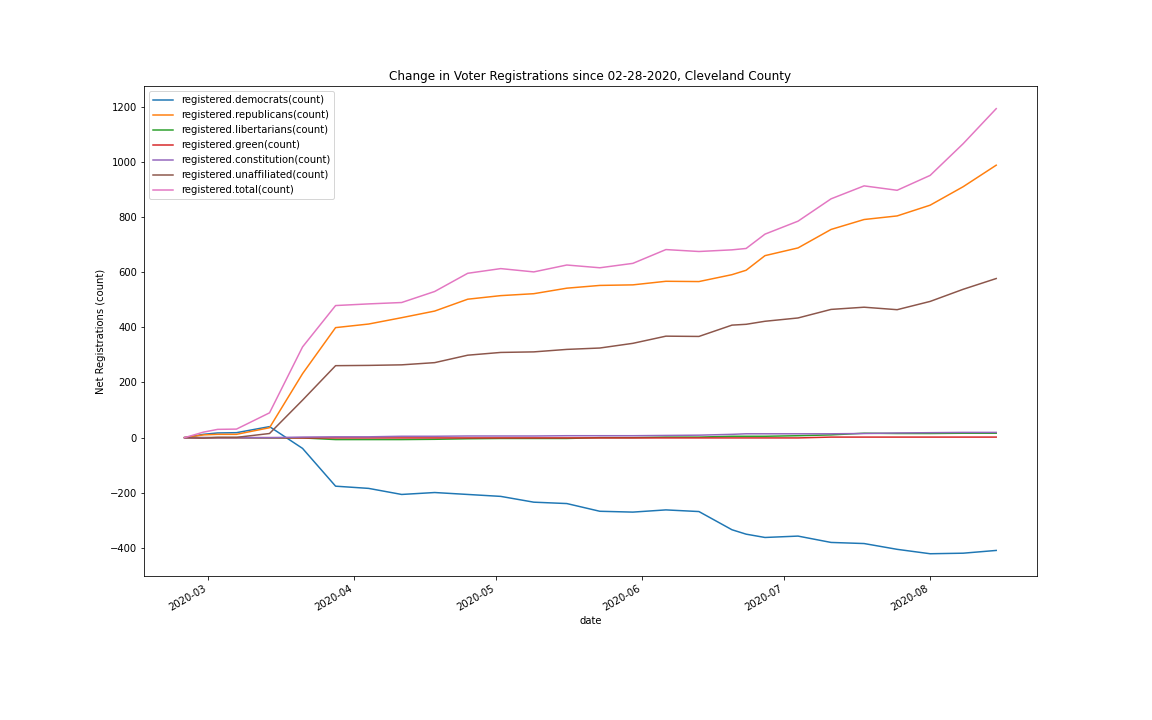 Change in Voter Registrations since 02-28-2020, Cleveland County
registered.democrats(count)
registered.republicans(count)
registered.libertarians(count)
registered.green(count)
registered.constitution(count)
registered.unaffiliated(count)
registered.total(count)
Net Registrations (count)
1200
1000
800
600
400
200
0
−200
−400
2020-03
2020-04
2020-05
2020-06
2020-07
2020-08
date